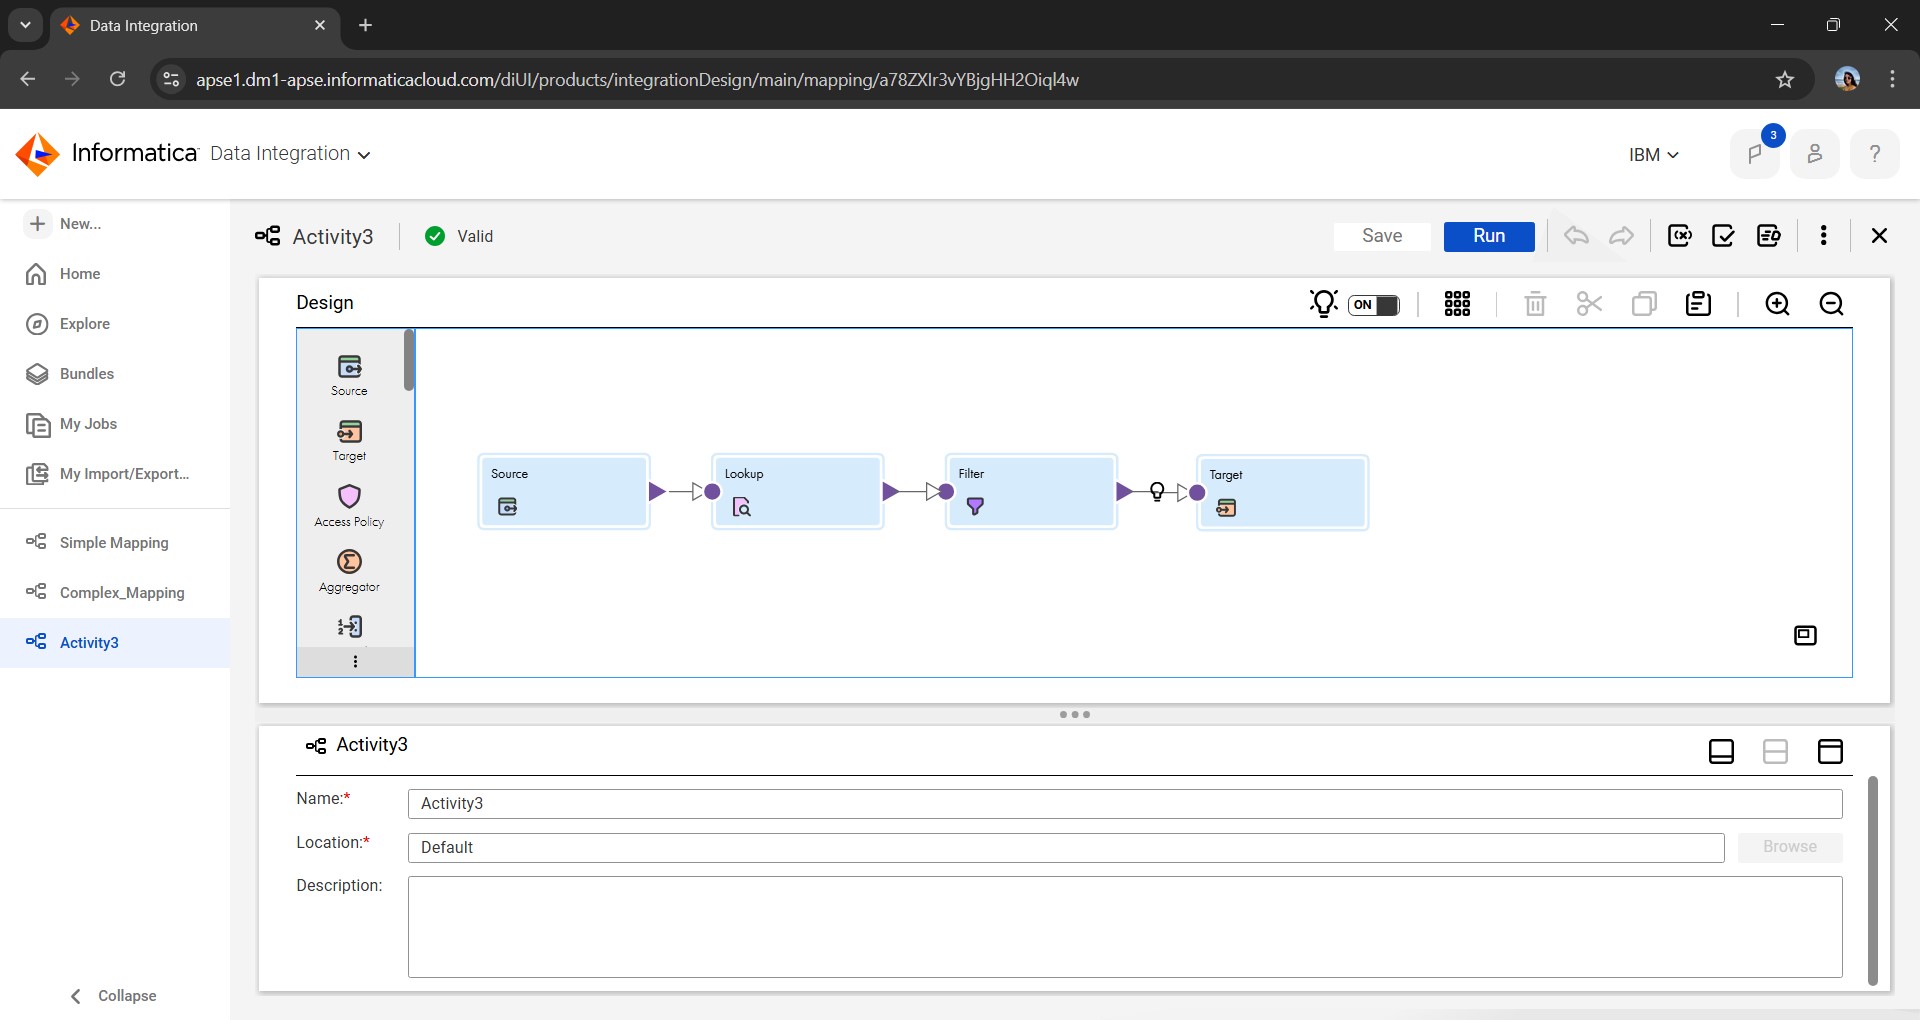 Data Integration
apse1.dm1-apse.informaticacloud.com/diUI/products/integrationDesign/main/mapping/a78ZXIr3vYBjgHH2Oiql4w
Informatica Data Integration
IBM
3
?
New...
Home
Explore
Bundles
My Jobs
My Import/Export...
Simple Mapping
Complex_Mapping
Activity3
Collapse
Activity3
Valid
Save
Run
Design
ON
Source
Target
Access Policy
Aggregator
Source
Lookup
Filter
Target
Activity3
Name:*
Activity3
Location:*
Default
Browse
Description: